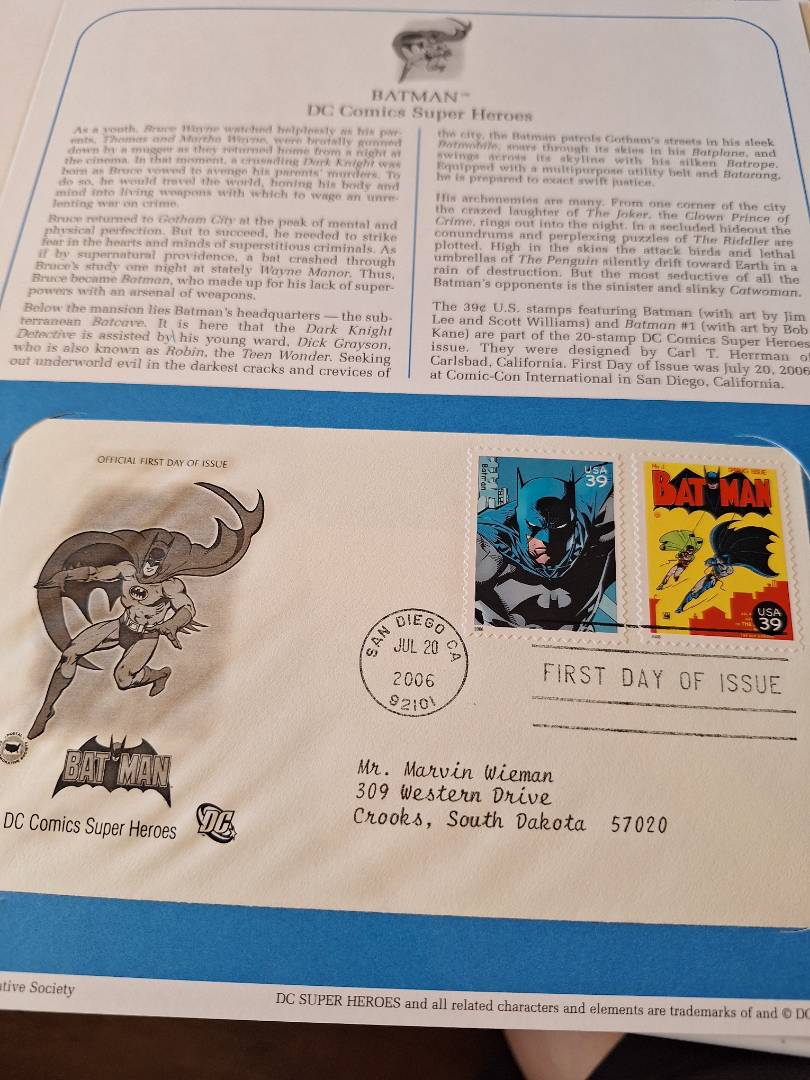 BATMAN™
DC Comics Super Heroes
As a youth, Bruce Wayne watched helplessly as his par-
ents, Thomas and Martha Wayne, were brutally gunned
down by a mugger as they returned home from a night at
the cinema. In that moment, a crusading Dark Knight was
born as Bruce vowed to avenge his parents' murders. To
do so, he would travel the world, honing his body and
mind into living weapons with which to wage an unre-
lenting war on crime.
Bruce returned to Gotham City at the peak of mental and
physical perfection. But to succeed, he needed to strike
fear in the hearts and minds of superstitious criminals. As
if by supernatural providence, a bat crashed through
Bruce's study one night at stately Wayne Manor. Thus,
Bruce became Batman, who made up for his lack of super-
powers with an arsenal of weapons.
Below the mansion lies Batman's headquarters — the sub-
terranean Batcave. It is here that the Dark Knight
Detective is assisted by his young ward, Dick Grayson,
who is also known as Robin, the Teen Wonder. Seeking
out underworld evil in the darkest cracks and crevices of
the city, the Batman patrols Gotham's streets in his sleek
Batmobile, soars through its skies in his Batplane, and
swings across its skyline with his silken Batrope.
Equipped with a multipurpose utility belt and Batarang,
he is prepared to exact swift justice.
His archenemies are many. From one corner of the city
the crazed laughter of The Joker, the Clown Prince of
Crime, rings out into the night. In a secluded hideout the
conundrums and perplexing puzzles of The Riddler are
plotted. High in the skies the attack birds and lethal
umbrellas of The Penguin silently drift toward Earth in a
rain of destruction. But the most seductive of all the
Batman's opponents is the sinister and slinky Catwoman.
The 39¢ U.S. stamps featuring Batman (with art by Jim
Lee and Scott Williams) and Batman #1 (with art by Bob
Kane) are part of the 20-stamp DC Comics Super Heroes
issue. They were designed by Carl T. Herrman of
Carlsbad, California. First Day of Issue was July 20, 2006
at Comic-Con International in San Diego, California.
OFFICIAL FIRST DAY OF ISSUE
Batman
USA
39
No. 1 SPRING ISSUE
BATMAN
USA
39
SAN DIEGO CA
JUL 20
2006
92101
FIRST DAY OF ISSUE
BATMAN
DC Comics Super Heroes
DC
Mr. Marvin Wieman
309 Western Drive
Crooks, South Dakota 57020
ative Society
DC SUPER HEROES and all related characters and elements are trademarks of and © DC